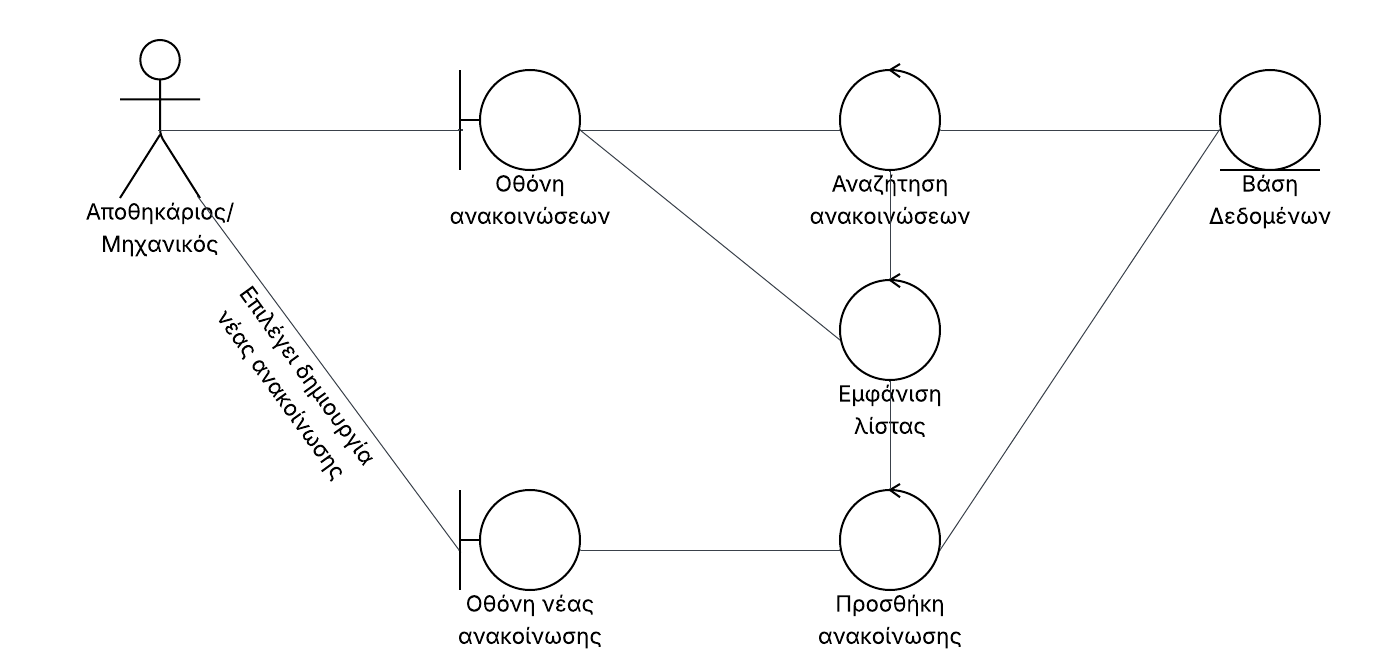 Αποθηκάριος/
Μηχανικός
Οθόνη
ανακοινώσεων
Αναζήτηση
ανακοινώσεων
Βάση
Δεδομένων
Επιλέγει δημιουργία
νέας ανακοίνωσης
Εμφάνιση
λίστας
Οθόνη νέας
ανακοίνωσης
Προσθήκη
ανακοίνωσης